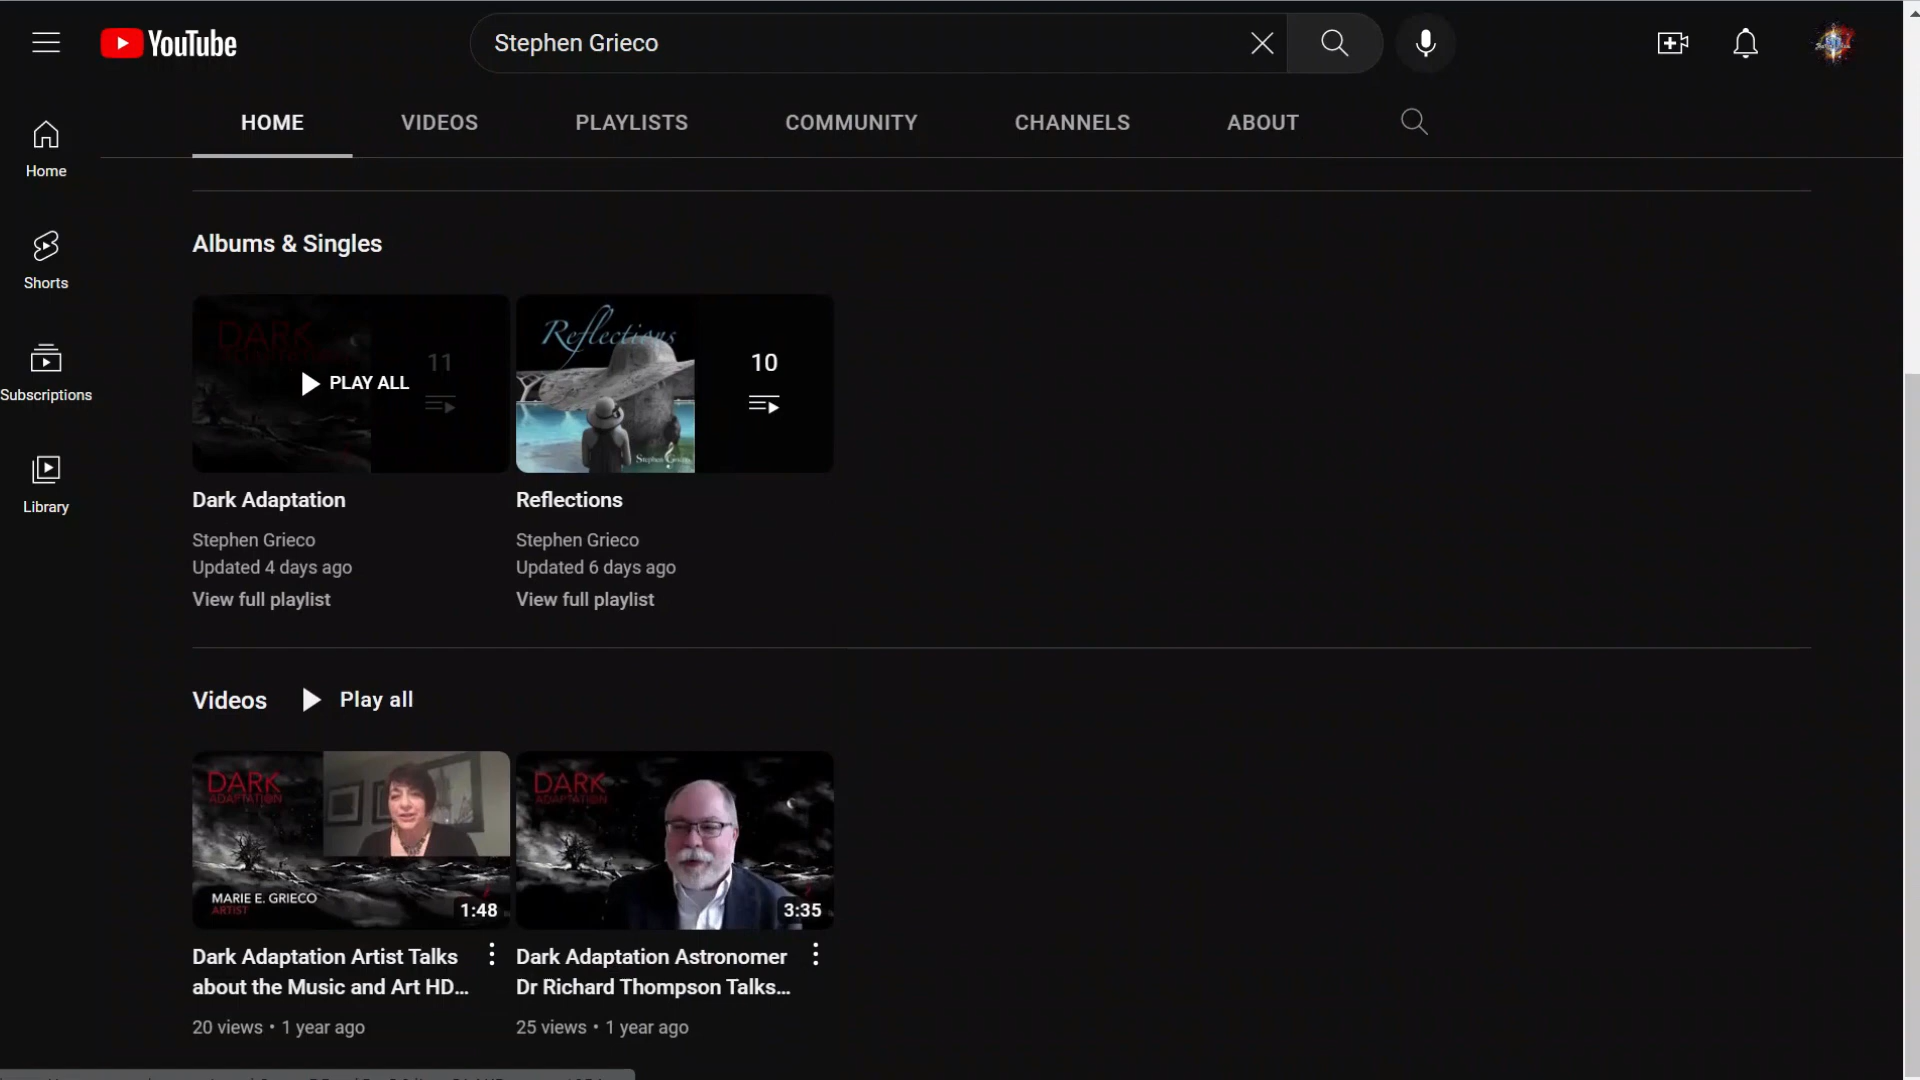 YouTube
Stephen Grieco
HOME VIDEOS PLAYLISTS COMMUNITY CHANNELS ABOUT
Home
Shorts
Subscriptions
Library
Albums & Singles
DARK
PLAY ALL
11
Reflections
Stephen Grieco
10
Dark Adaptation
Stephen Grieco
Updated 4 days ago
View full playlist
Reflections
Stephen Grieco
Updated 6 days ago
View full playlist
Videos Play all
DARK
ADAPTATION
MARIE E. GRIECO
ARTIST
1:48
DARK
ADAPTATION
3:35
Dark Adaptation Artist Talks
about the Music and Art HD...
20 views • 1 year ago
Dark Adaptation Astronomer
Dr Richard Thompson Talks...
25 views • 1 year ago